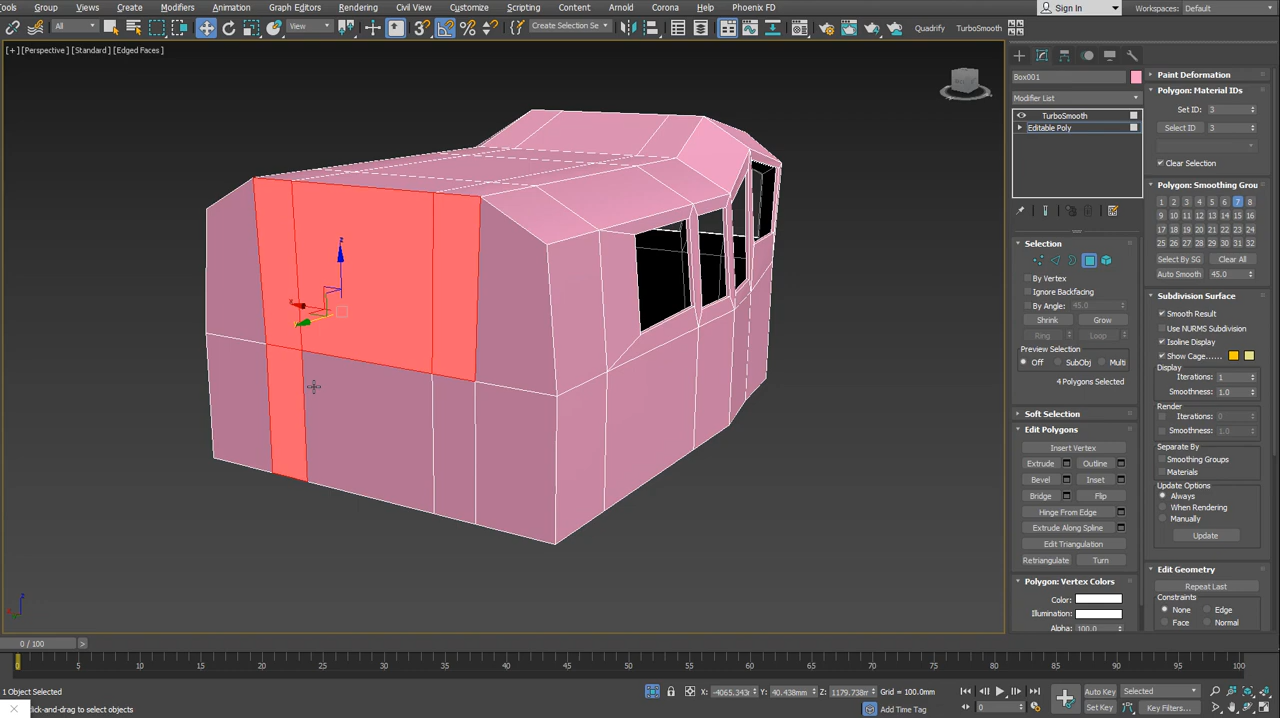 Tools Group Views Create Modifiers Animation Graph Editors Rendering Civil View Customize Scripting Content Arnold Corona Help Phoenix FD Sign In Workspaces: Default
All View Create Selection Se Quadrify TurboSmooth
[+] [Perspective] [Standard] [Edged Faces]
Box001
Modifier List
TurboSmooth
Editable Poly
Selection
By Vertex
Ignore Backfacing
By Angle: 45.0
Shrink Grow
Ring Loop
Preview Selection
Off SubObj Multi
4 Polygons Selected
Soft Selection
Edit Polygons
Insert Vertex
Extrude Outline
Bevel Inset
Bridge Flip
Hinge From Edge
Extrude Along Spline
Edit Triangulation
Retriangulate Turn
Polygon: Vertex Colors
Color:
Illumination:
Alpha: 100.0
Paint Deformation
Polygon: Material IDs
Set ID: 3
Select ID 3
Clear Selection
Polygon: Smoothing Grou
1 2 3 4 5 6 7 8
9 10 11 12 13 14 15 16
17 18 19 20 21 22 23 24
25 26 27 28 29 30 31 32
Select By SG Clear All
Auto Smooth 45.0
Subdivision Surface
Smooth Result
Use NURMS Subdivision
Isoline Display
Show Cage......
Display
Iterations: 1
Smoothness: 1.0
Render
Iterations: 0
Smoothness: 1.0
Separate By
Smoothing Groups
Materials
Update Options
Always
When Rendering
Manually
Update
Edit Geometry
Repeat Last
Constraints
None Edge
Face Normal
0 / 100 >
0 5 10 15 20 25 30 35 40 45 50 55 60 65 70 75 80 85 90 95 100
1 Object Selected X: -4065.343 Y: 40.438mm Z: 1179.738m Grid = 100.0mm Auto Key Selected
lick-and-drag to select objects Add Time Tag 0 Set Key Key Filters...